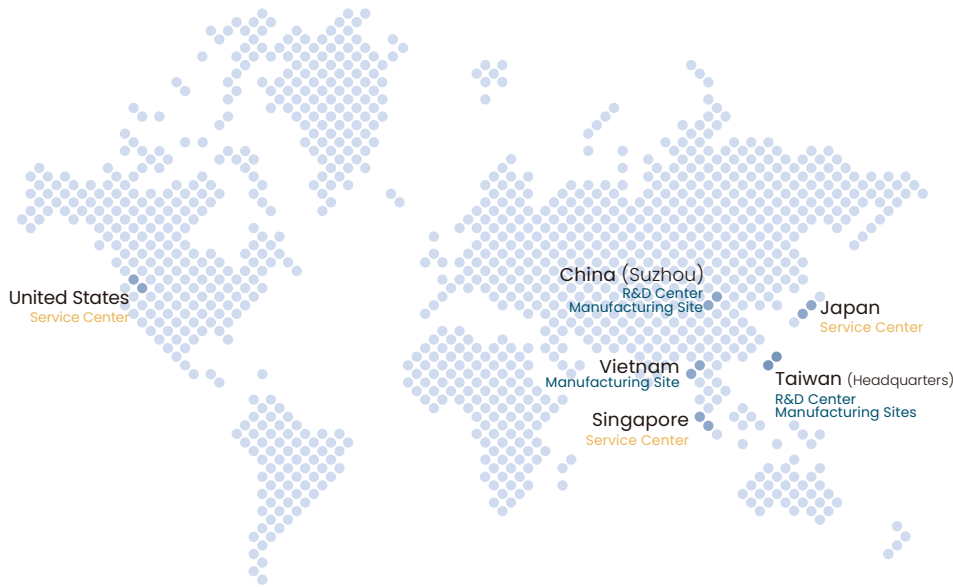 China (Suzhou)
R&D Center
Manufacturing Site
United States
Service Center
Japan
Service Center
Vietnam
Manufacturing Site
Taiwan (Headquarters)
R&D Center
Manufacturing Sites
Singapore
Service Center